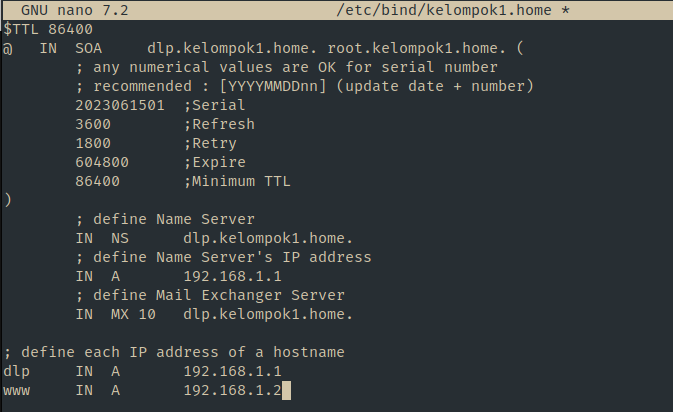 GNU nano 7.2 /etc/bind/kelompok1.home *
$TTL 86400
@ IN SOA dlp.kelompok1.home. root.kelompok1.home. (
; any numerical values are OK for serial number
; recommended : [YYYYMMDDnn] (update date + number)
2023061501 ;Serial
3600 ;Refresh
1800 ;Retry
604800 ;Expire
86400 ;Minimum TTL
)
; define Name Server
IN NS dlp.kelompok1.home.
; define Name Server's IP address
IN A 192.168.1.1
; define Mail Exchanger Server
IN MX 10 dlp.kelompok1.home.
; define each IP address of a hostname
dlp IN A 192.168.1.1
www IN A 192.168.1.2